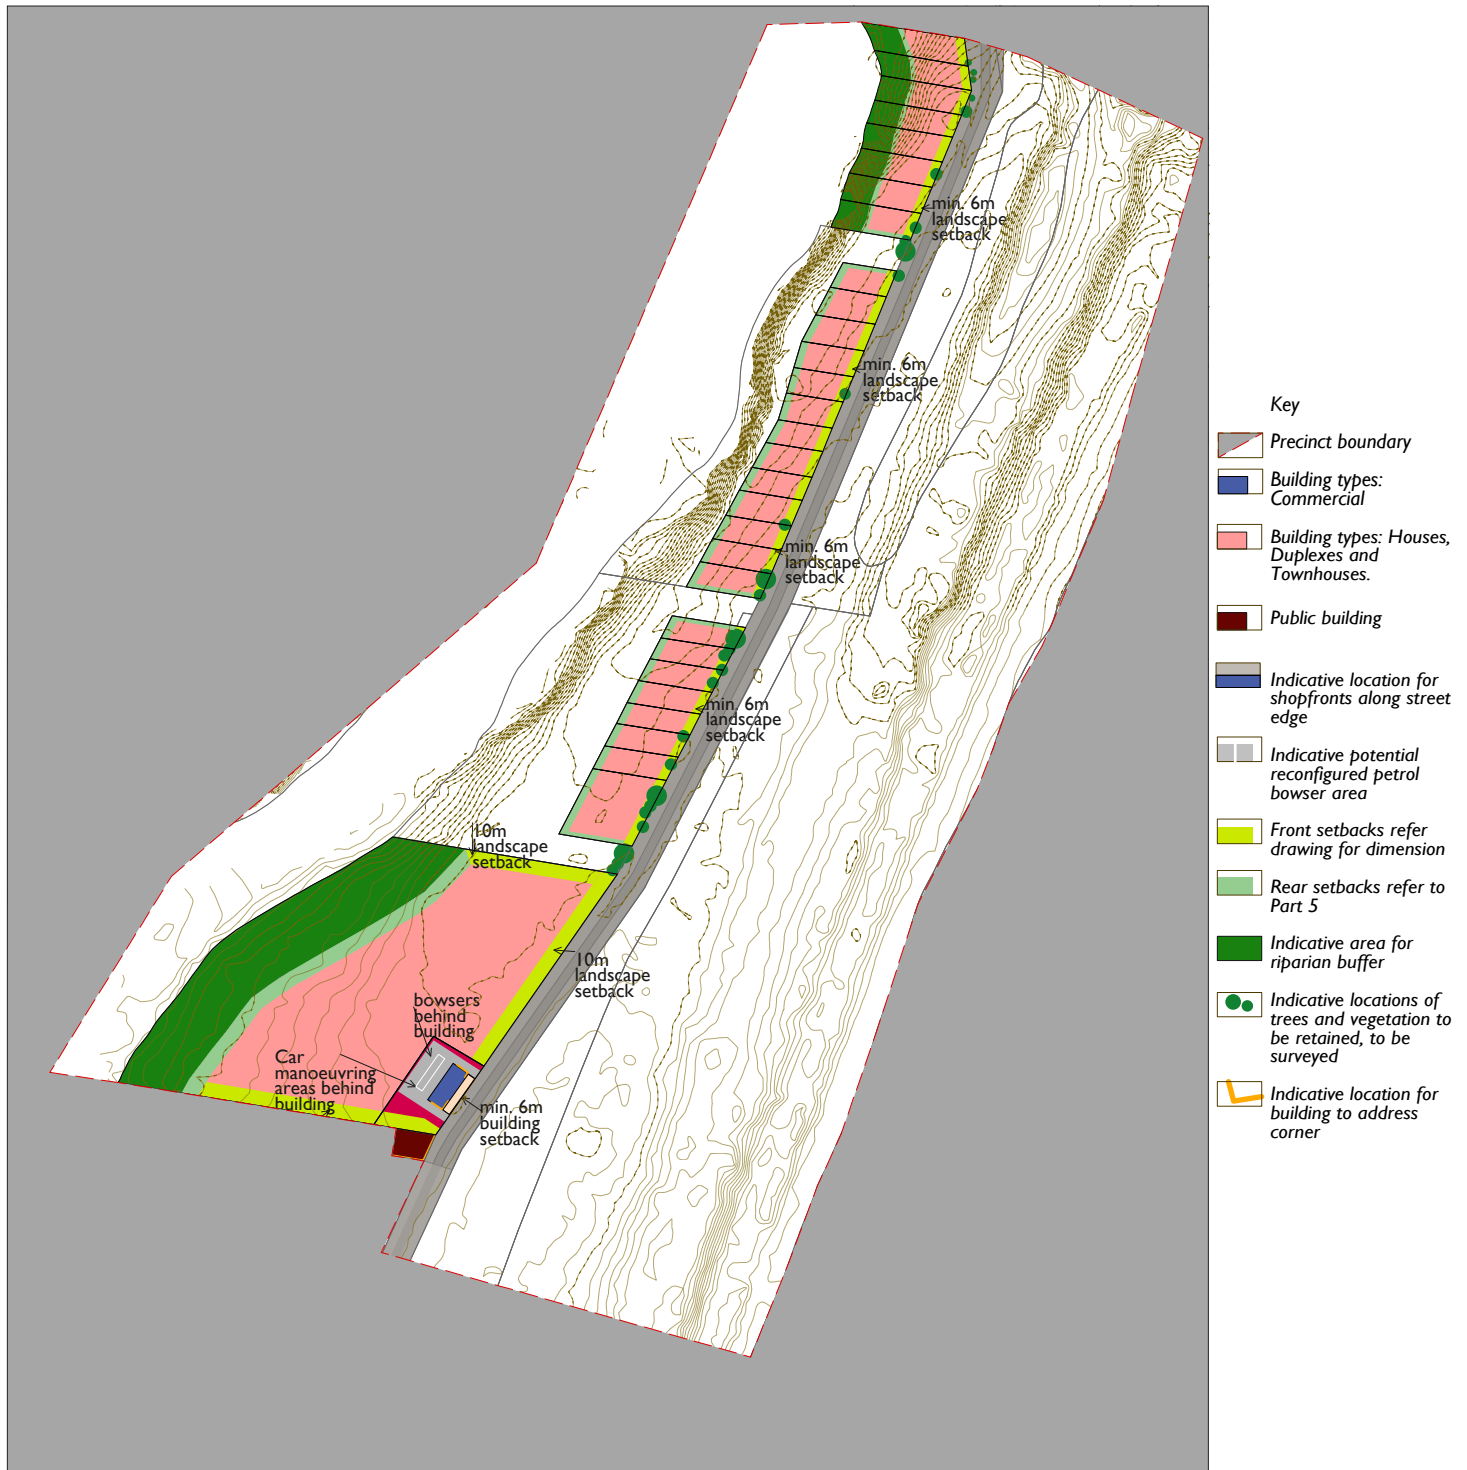 min. 6m
landscape
setback
min. 6m
landscape
setback
min. 6m
landscape
setback
min. 6m
landscape
setback
10m
landscape
setback
10m
landscape
setback
bowsers
behind
building
Car
manoeuvring
areas behind
building
min. 6m
building
setback
Key
Precinct boundary
Building types:
Commercial
Building types: Houses,
Duplexes and
Townhouses.
Public building
Indicative location for
shopfronts along street
edge
Indicative potential
reconfigured petrol
bowser area
Front setbacks refer
drawing for dimension
Rear setbacks refer to
Part 5
Indicative area for
riparian buffer
Indicative locations of
trees and vegetation to
be retained, to be
surveyed
Indicative location for
building to address
corner